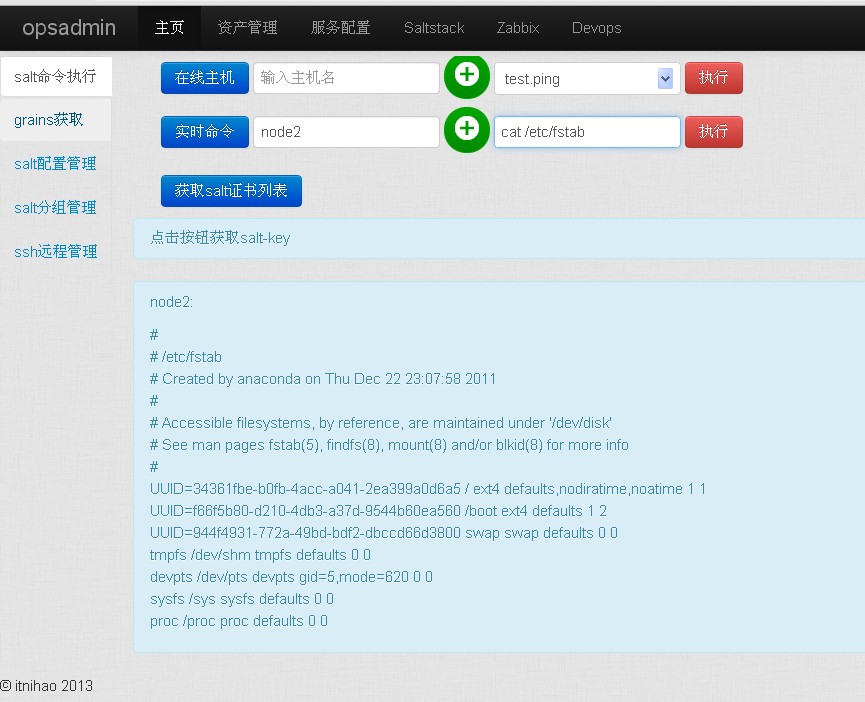 opsadmin 主页 资产管理 服务配置 Saltstack Zabbix Devops
salt命令执行
grains获取
salt配置管理
salt分组管理
ssh远程管理
在线主机 输入主机名 test.ping 执行
实时命令 node2 cat /etc/fstab 执行
获取salt证书列表
点击按钮获取salt-key
node2:
#
# /etc/fstab
# Created by anaconda on Thu Dec 22 23:07:58 2011
#
# Accessible filesystems, by reference, are maintained under '/dev/disk'
# See man pages fstab(5), findfs(8), mount(8) and/or blkid(8) for more info
#
UUID=34361fbe-b0fb-4acc-a041-2ea399a0d6a5 / ext4 defaults,nodiratime,noatime 1 1
UUID=f66f5b80-d210-4db3-a37d-9544b60ea560 /boot ext4 defaults 1 2
UUID=944f4931-772a-49bd-bdf2-dbccd66d3800 swap swap defaults 0 0
tmpfs /dev/shm tmpfs defaults 0 0
devpts /dev/pts devpts gid=5,mode=620 0 0
sysfs /sys sysfs defaults 0 0
proc /proc proc defaults 0 0
© itnihao 2013